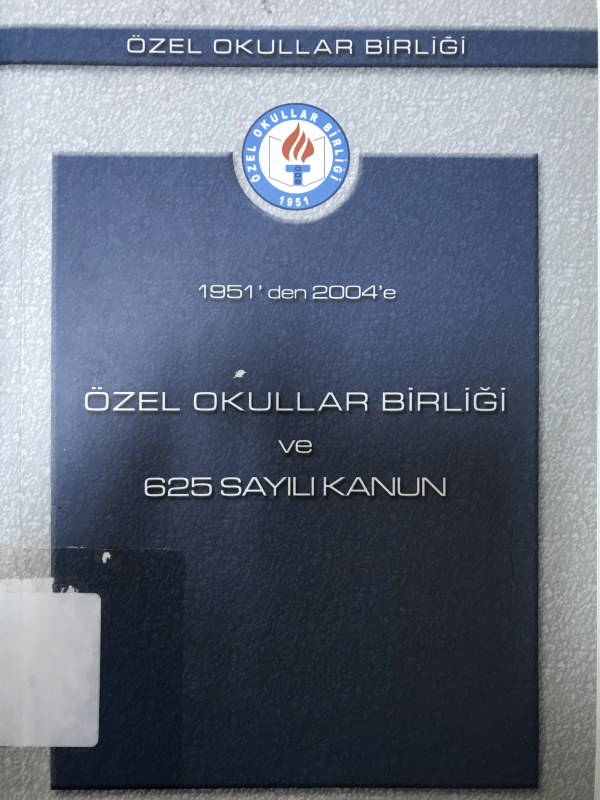 ÖZEL OKULLAR BİRLİĞİ
ÖZEL OKULLAR BİRLİĞİ
1951
1951' den 2004'e
ÖZEL OKULLAR BİRLİĞİ
ve
625 SAYILI KANUN